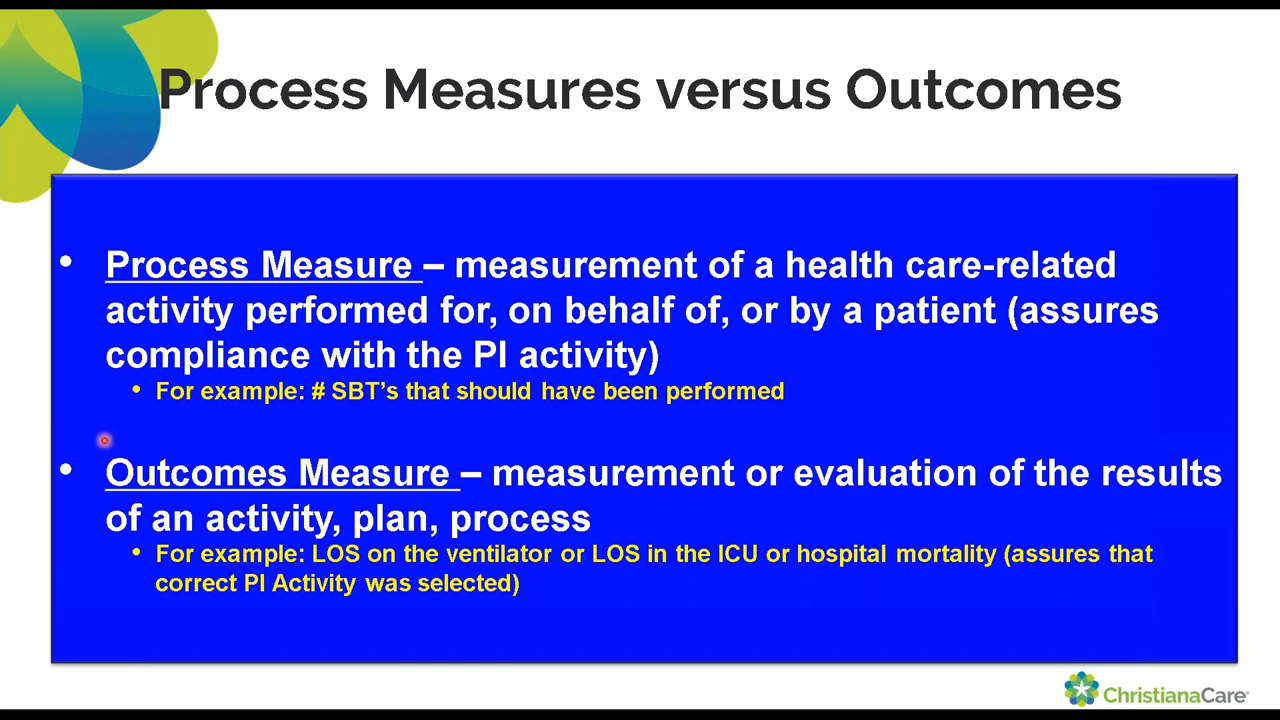 Process Measures versus Outcomes
• Process Measure – measurement of a health care-related
activity performed for, on behalf of, or by a patient (assures
compliance with the PI activity)
• For example: # SBT’s that should have been performed
• Outcomes Measure – measurement or evaluation of the results
of an activity, plan, process
• For example: LOS on the ventilator or LOS in the ICU or hospital mortality (assures that
correct PI Activity was selected)
ChristianaCare®